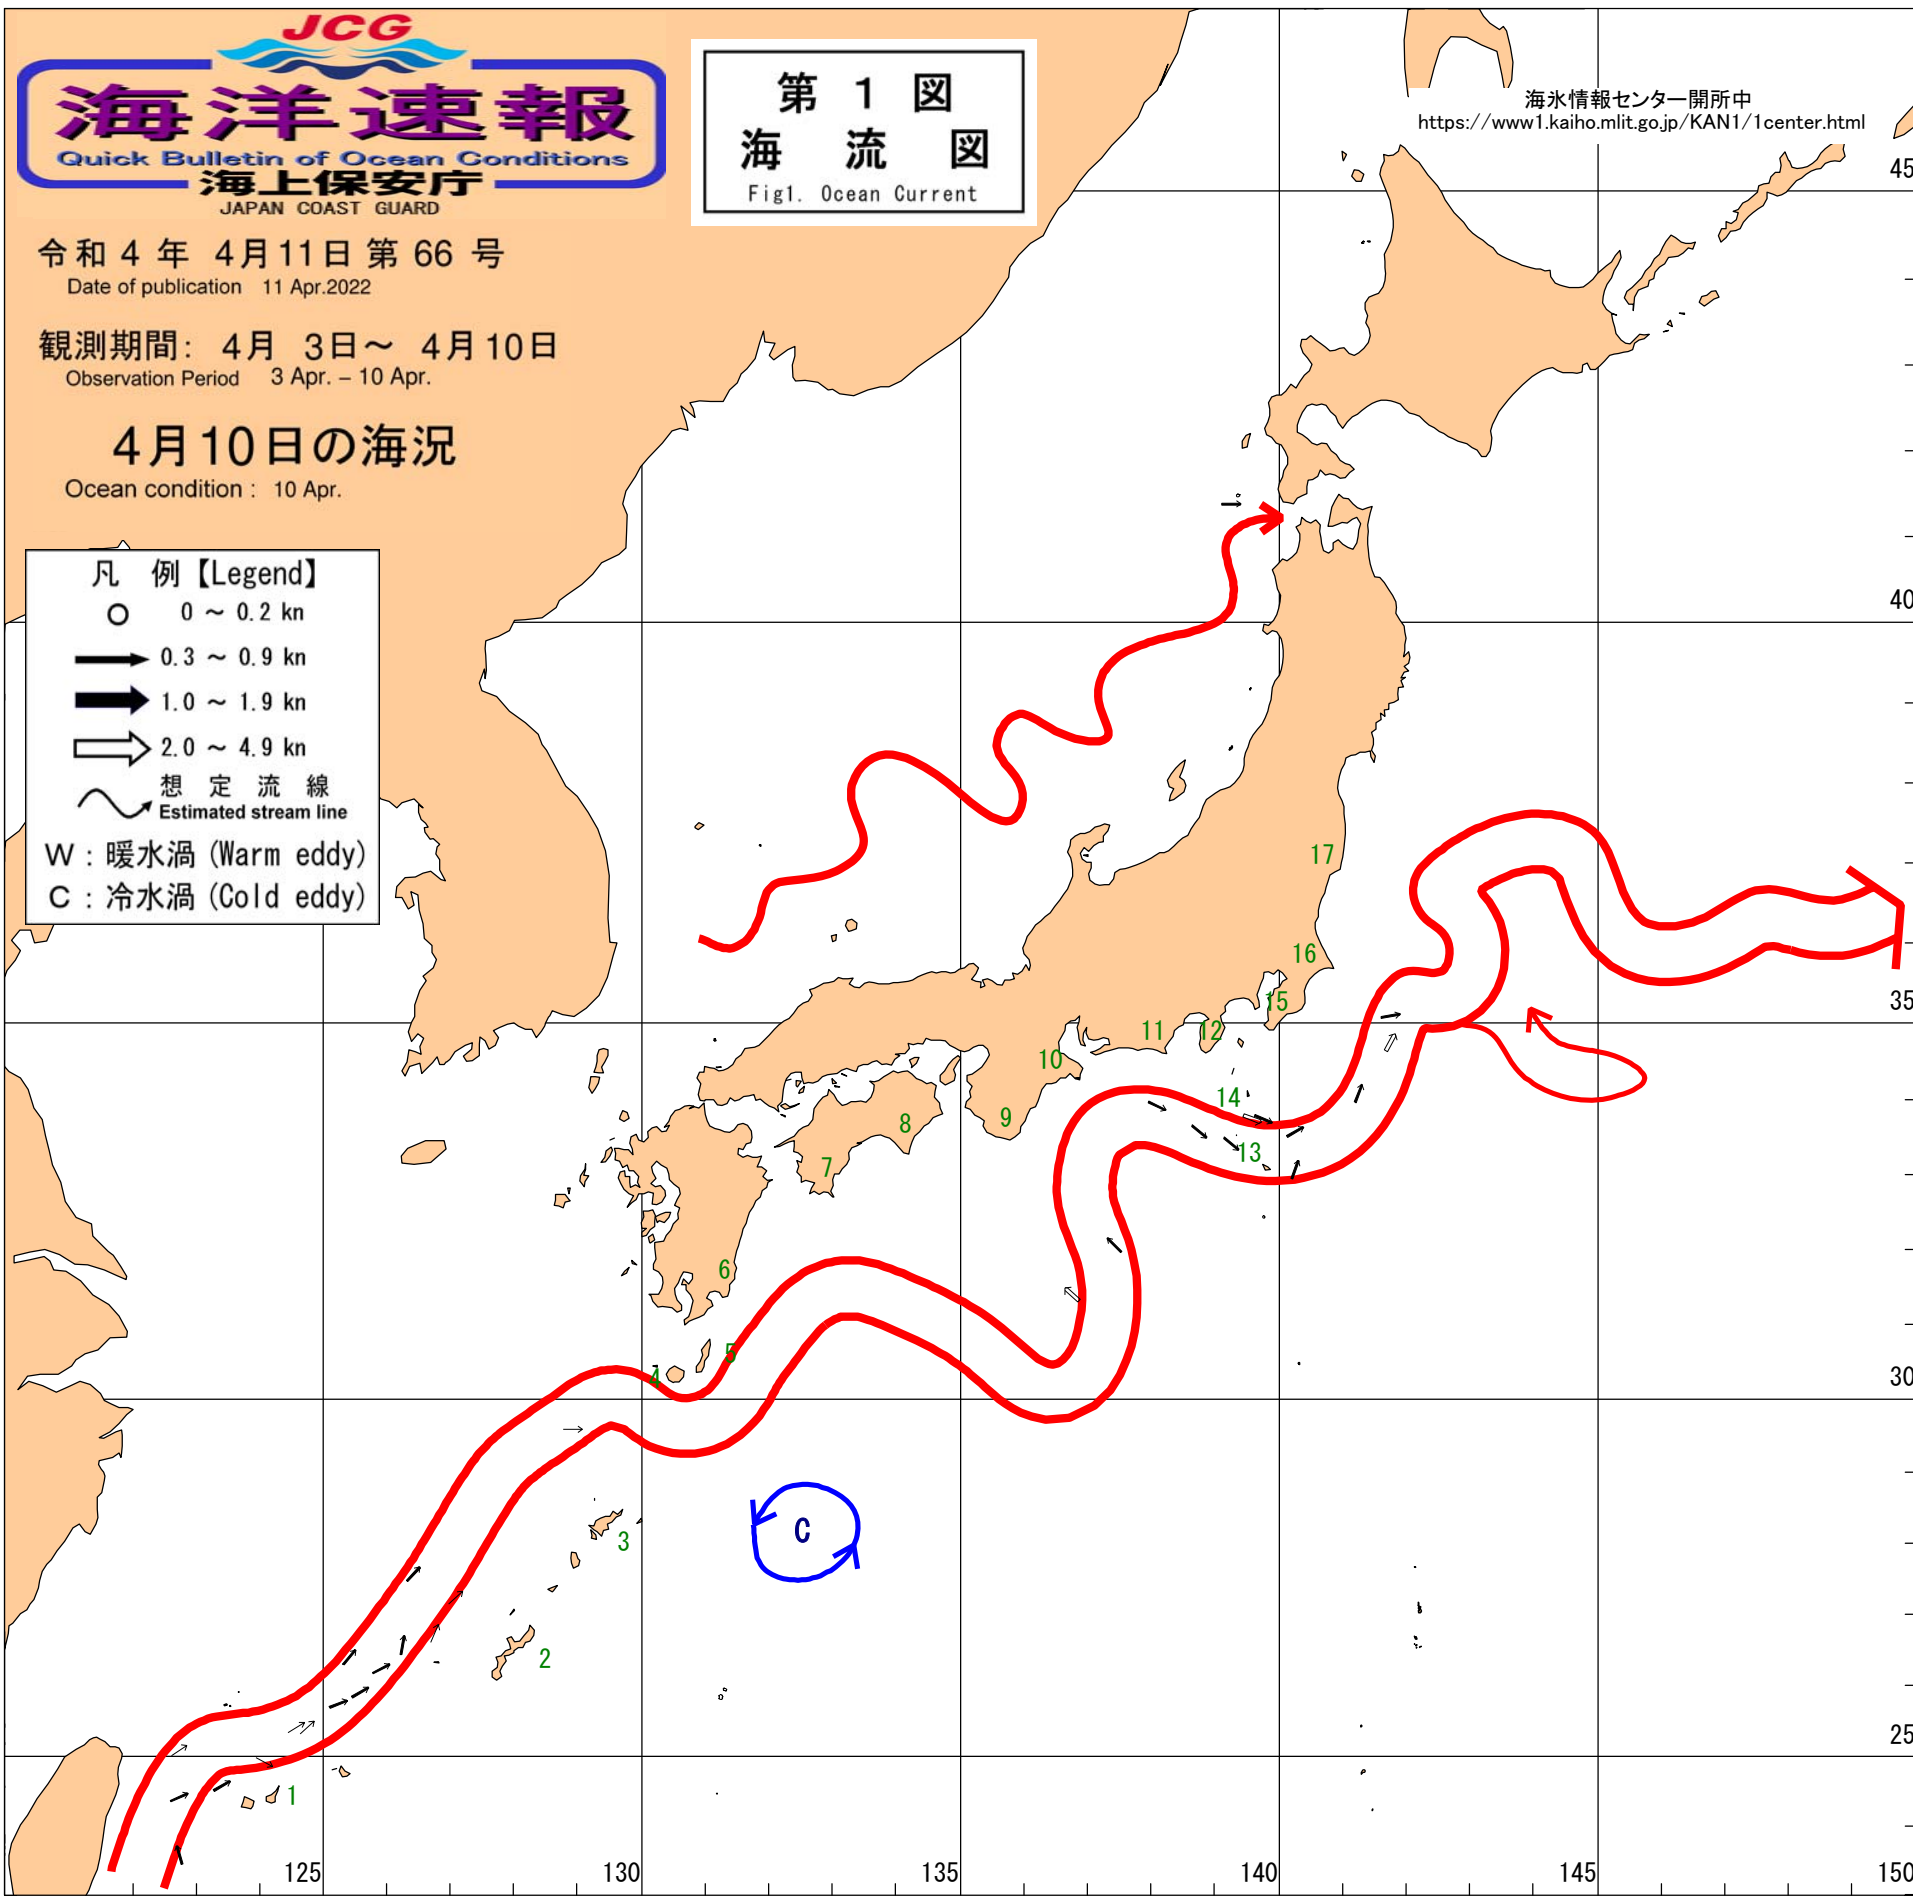 JCG
海洋速報
Quick Bulletin of Ocean Conditions
海上保安庁
JAPAN COAST GUARD
第 1 図
海 流 図
Fig1. Ocean Current
海氷情報センター開所中
https://www1.kaiho.mlit.go.jp/KAN1/1center.html
令和 4 年 4月11日 第 66 号
Date of publication 11 Apr.2022
観測期間: 4月 3日～ 4月10日
Observation Period 3 Apr. – 10 Apr.
4月10日の海況
Ocean condition : 10 Apr.
凡 例【Legend】
0 ～ 0.2 kn
0.3 ～ 0.9 kn
1.0 ～ 1.9 kn
2.0 ～ 4.9 kn
想 定 流 線
Estimated stream line
W : 暖水渦 (Warm eddy)
C : 冷水渦 (Cold eddy)
45
40
17
16
35
15
11
12
10
14
9
8
13
7
6
5
4
30
C
3
2
25
1
125
130
135
140
145
150